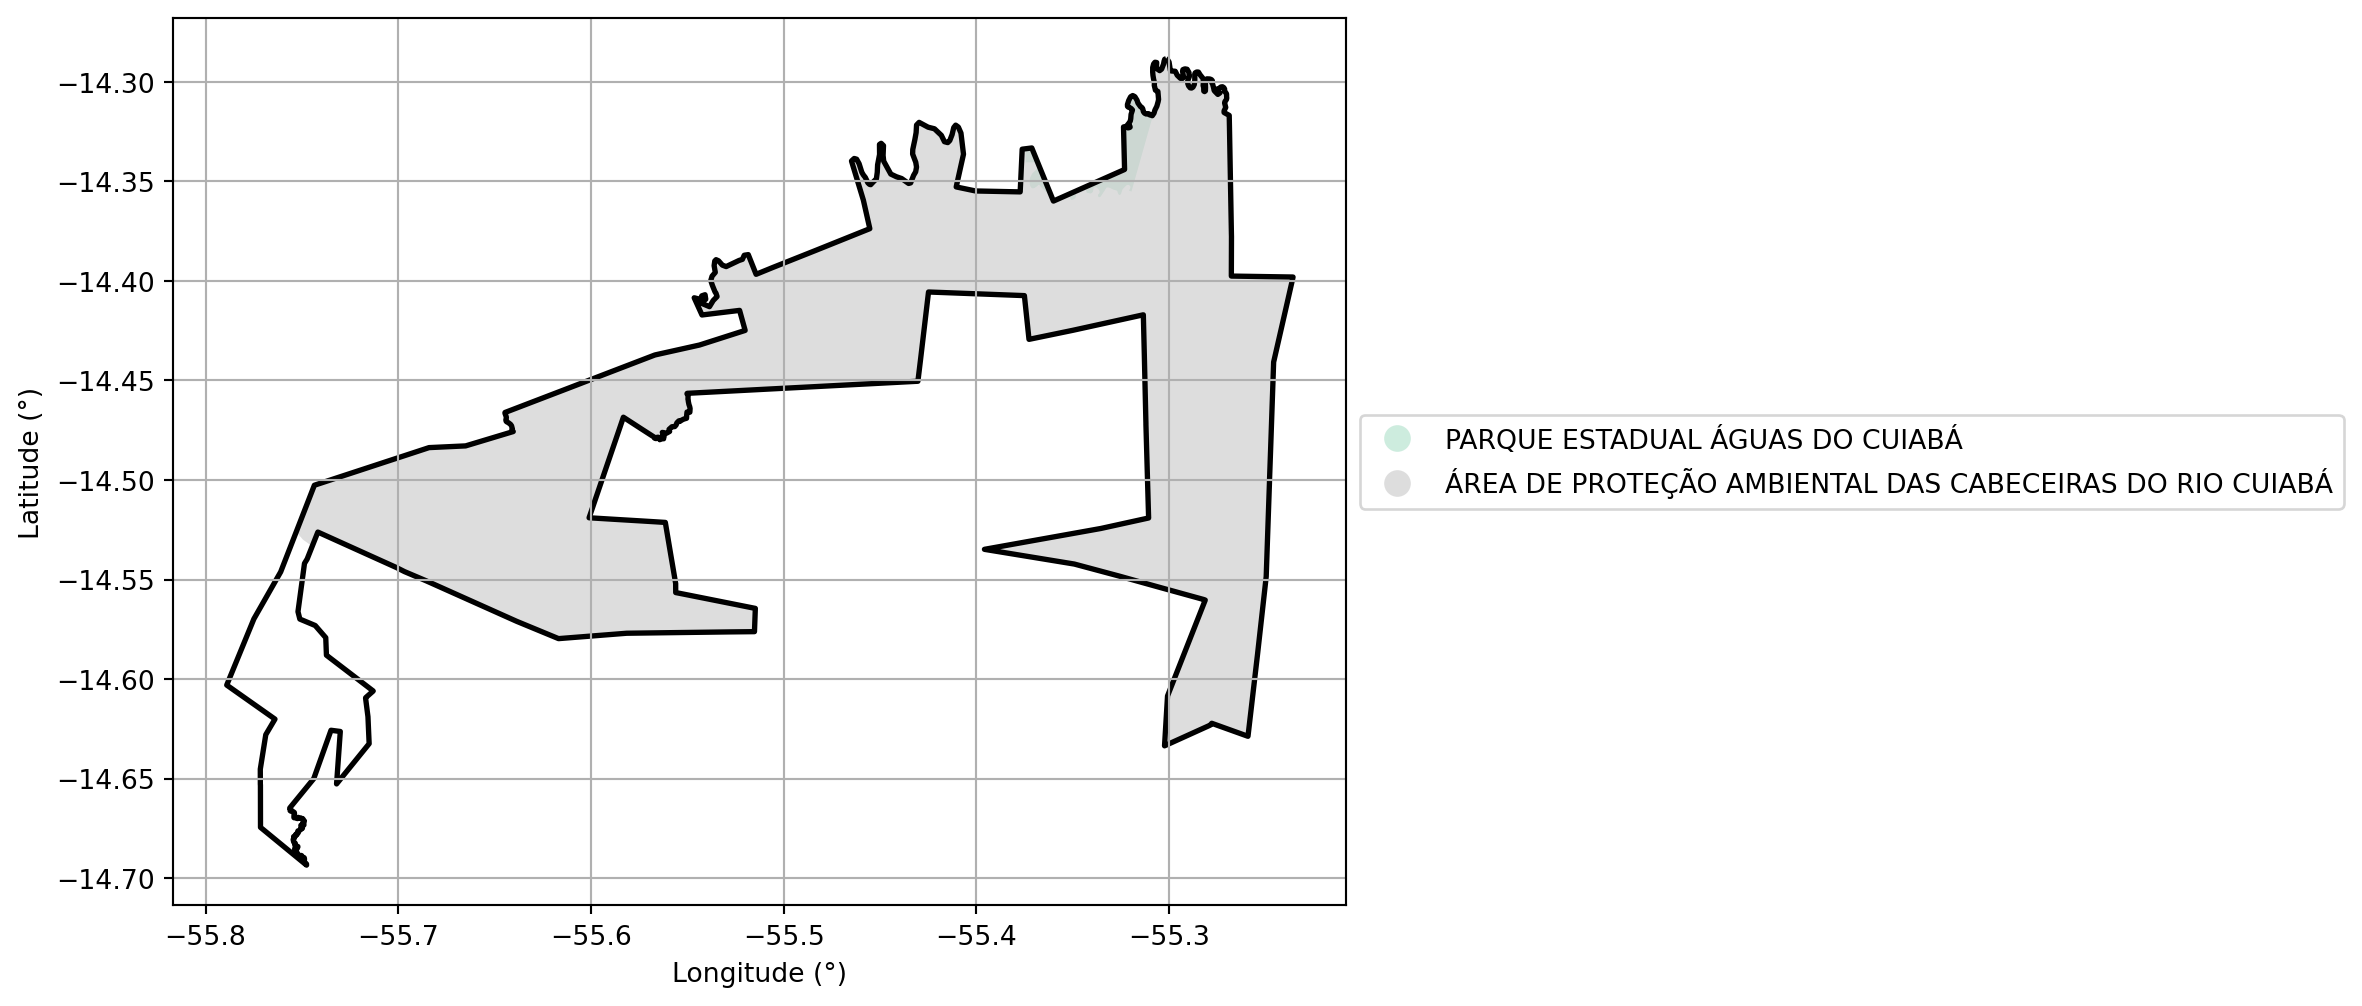 −14.30
−14.35
−14.40
−14.45
−14.50
−14.55
−14.60
−14.65
−14.70
Latitude (°)
−55.8 −55.7 −55.6 −55.5 −55.4 −55.3
Longitude (°)
PARQUE ESTADUAL ÁGUAS DO CUIABÁ
ÁREA DE PROTEÇÃO AMBIENTAL DAS CABECEIRAS DO RIO CUIABÁ